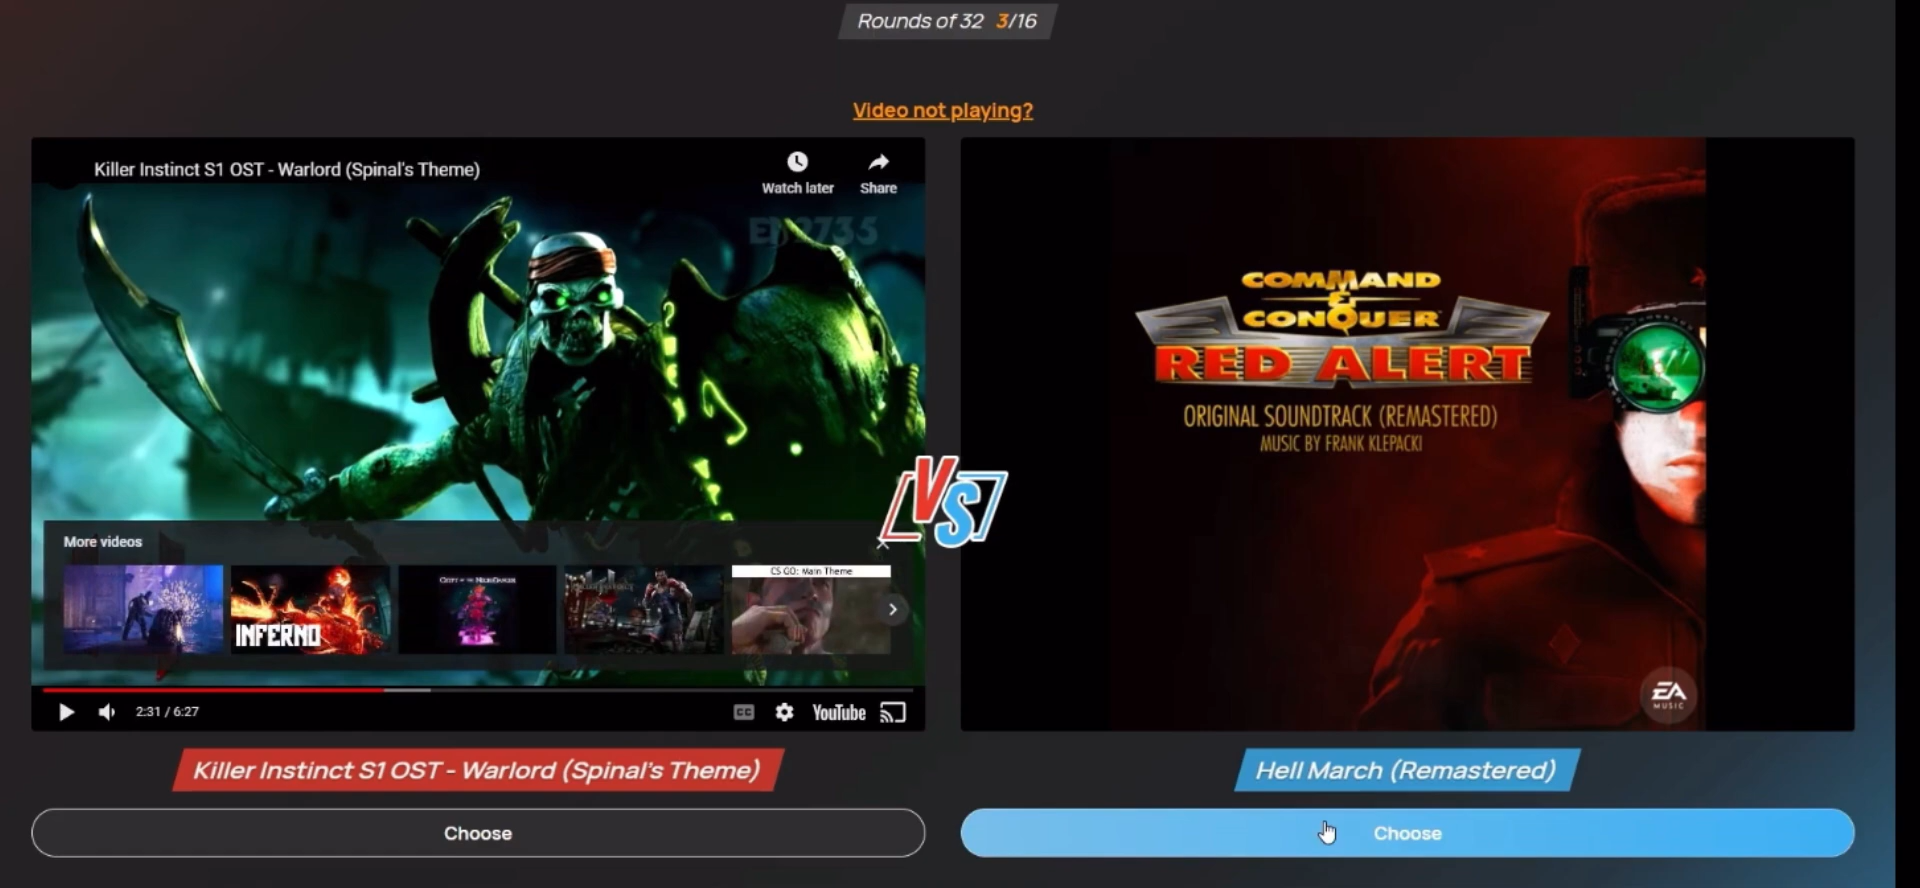 Rounds of 32 3/16
Video not playing?
Killer Instinct S1 OST - Warlord (Spinal's Theme)
Watch later
Share
More videos
INFERNO
CS GO: Main Theme
2:31 / 6:27
CC
YouTube
VS
COMMAND
&
CONQUER
RED ALERT
ORIGINAL SOUNDTRACK (REMASTERED)
MUSIC BY FRANK KLEPACKI
EA
MUSIC
Killer Instinct S1 OST - Warlord (Spinal's Theme)
Hell March (Remastered)
Choose
Choose